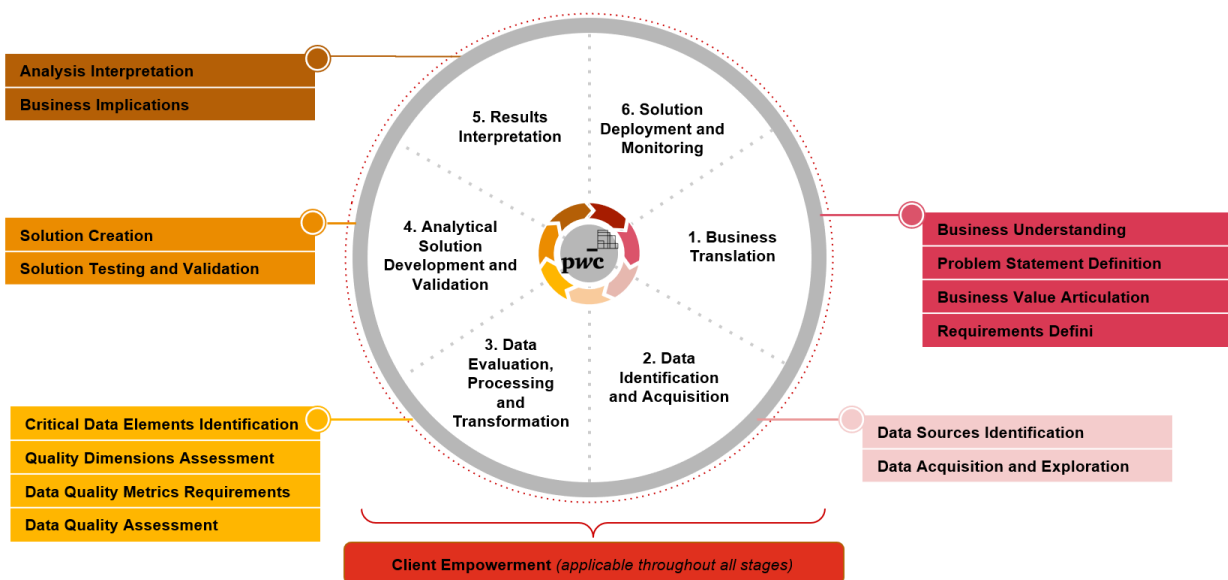 Analysis Interpretation
Business Implications
5. Results
Interpretation
6. Solution
Deployment and
Monitoring
Solution Creation
Solution Testing and Validation
4. Analytical
Solution
Development and
Validation
pwc
1. Business
Translation
Business Understanding
Problem Statement Definition
Business Value Articulation
Requirements Defini
3. Data
Evaluation,
Processing
and
Transformation
2. Data
Identification
and Acquisition
Critical Data Elements Identification
Quality Dimensions Assessment
Data Quality Metrics Requirements
Data Quality Assessment
Data Sources Identification
Data Acquisition and Exploration
Client Empowerment (applicable throughout all stages)